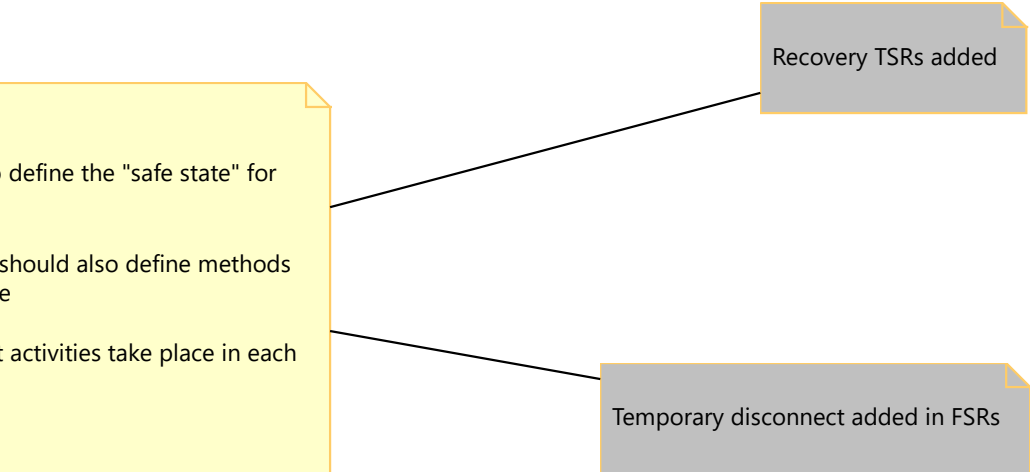 Recovery TSRs added
define the "safe state" for
should also define methods
activities take place in each
Temporary disconnect added in FSRs